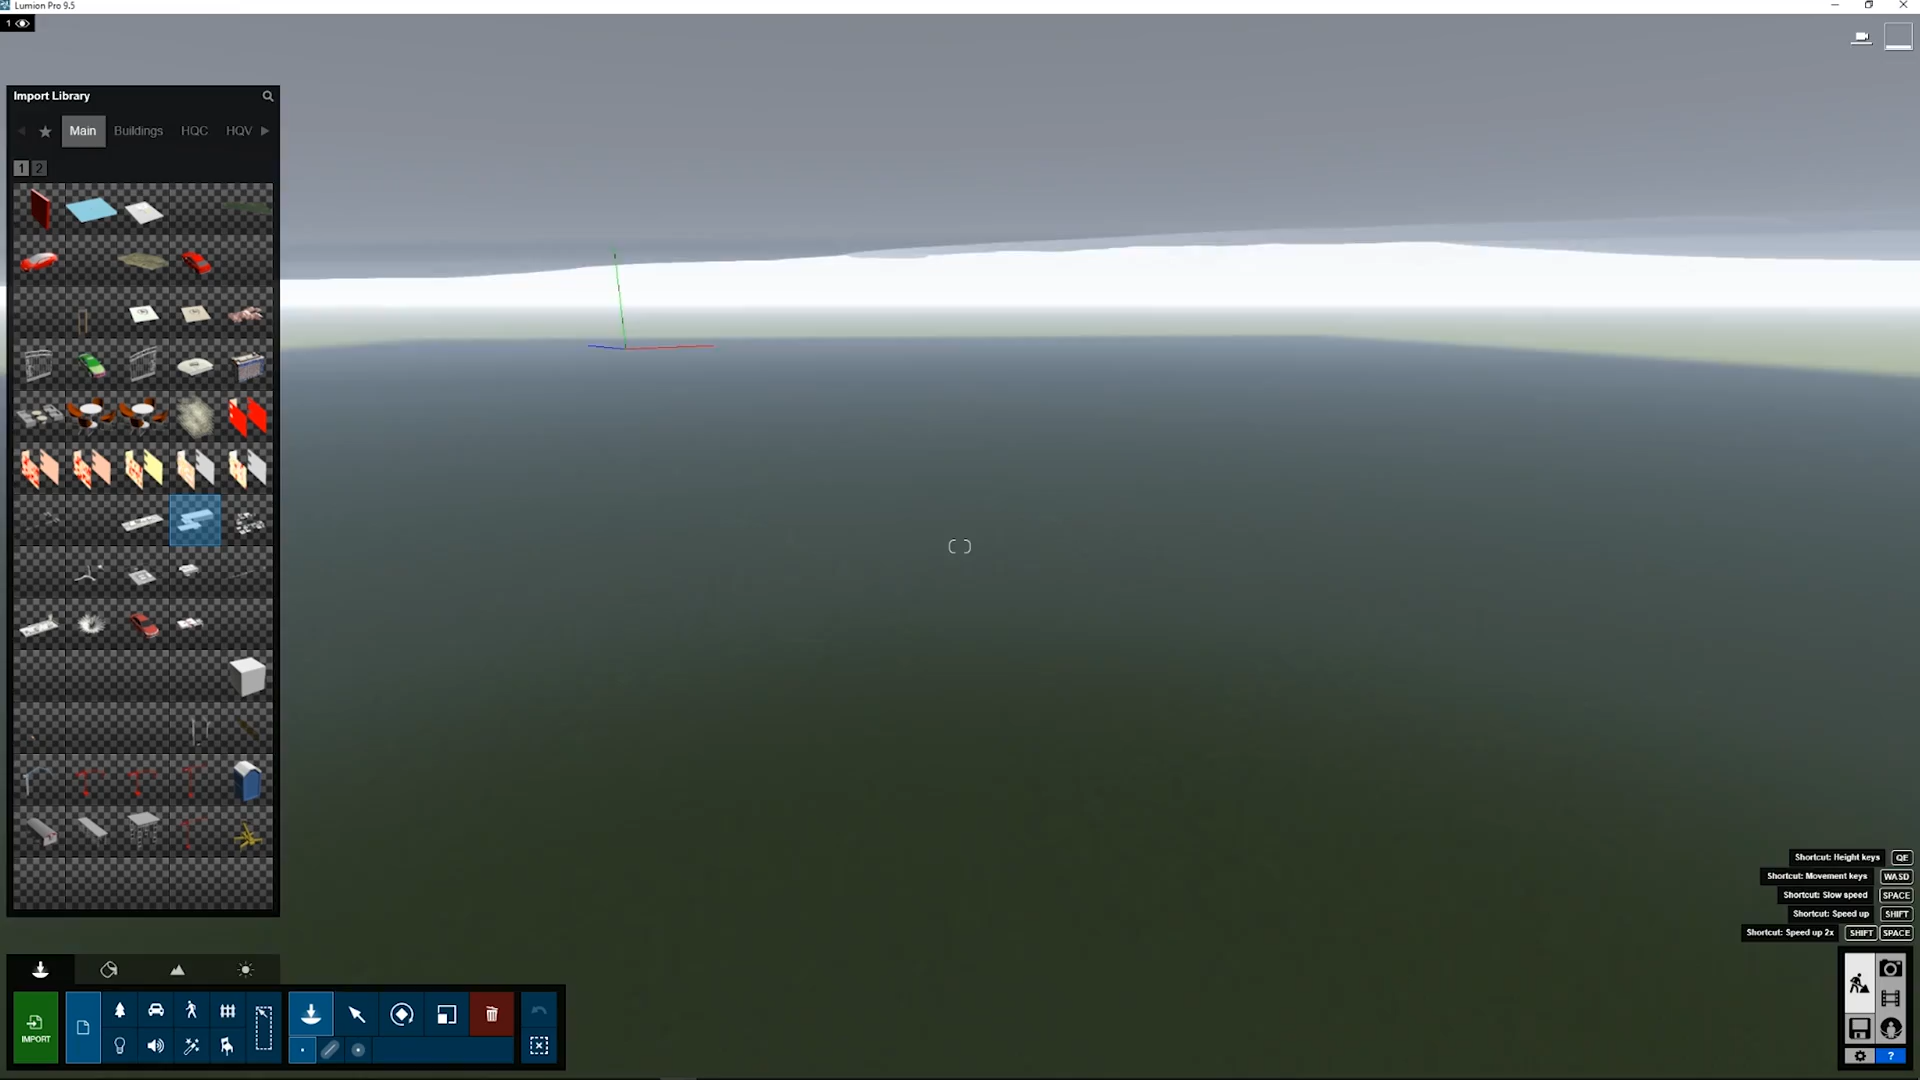 Lumion Pro 9.5
1
Import Library
Main Buildings HQC HQV
1 2
Shortcut: Height keys QE
Shortcut: Movement keys WASD
Shortcut: Slow speed SPACE
Shortcut: Speed up SHIFT
Shortcut: Speed up 2x SHIFT SPACE
IMPORT
?